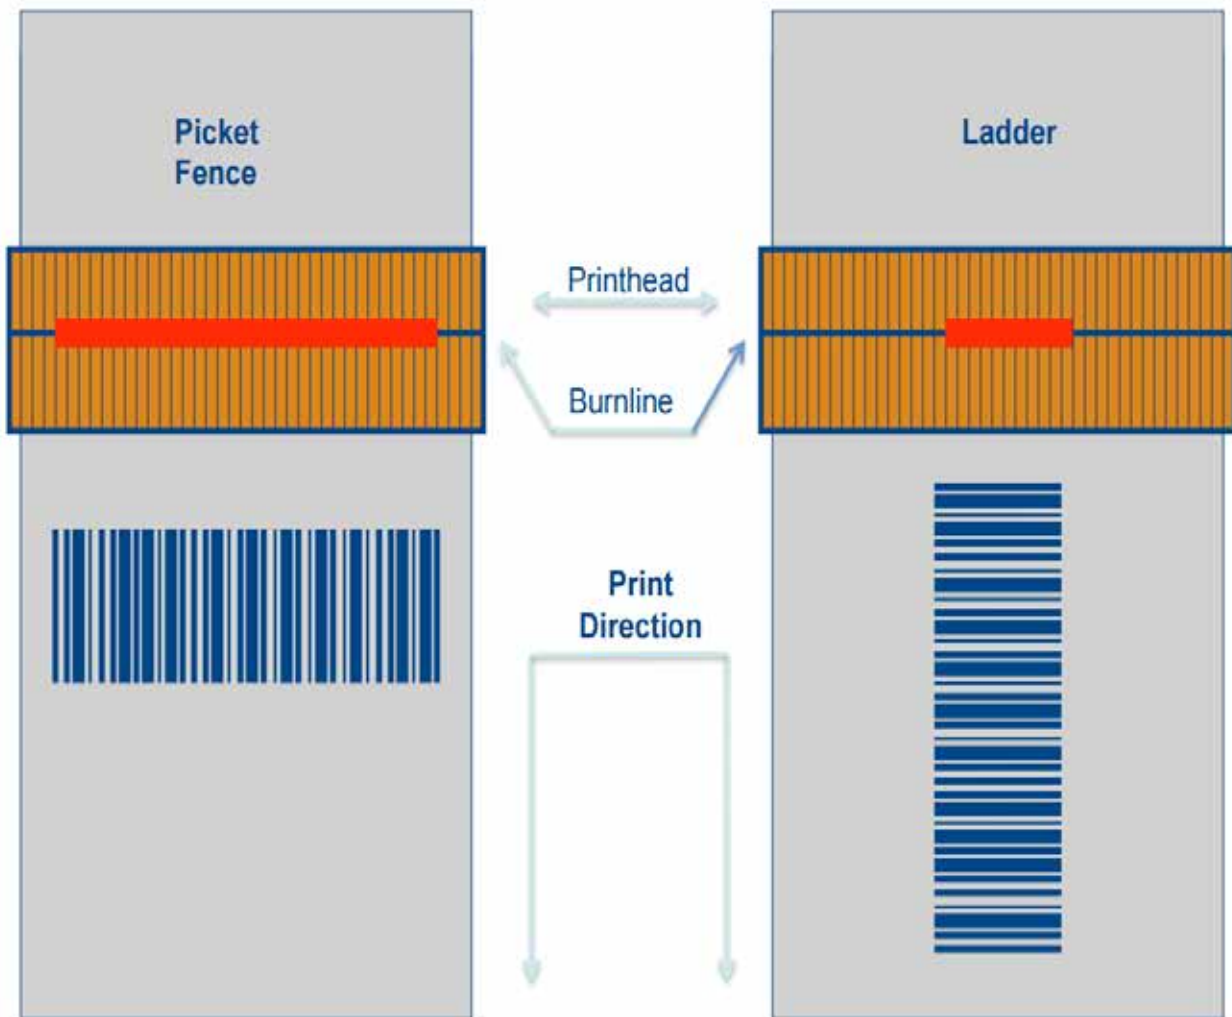 Picket
Fence
Ladder
Printhead
Burnline
Print
Direction